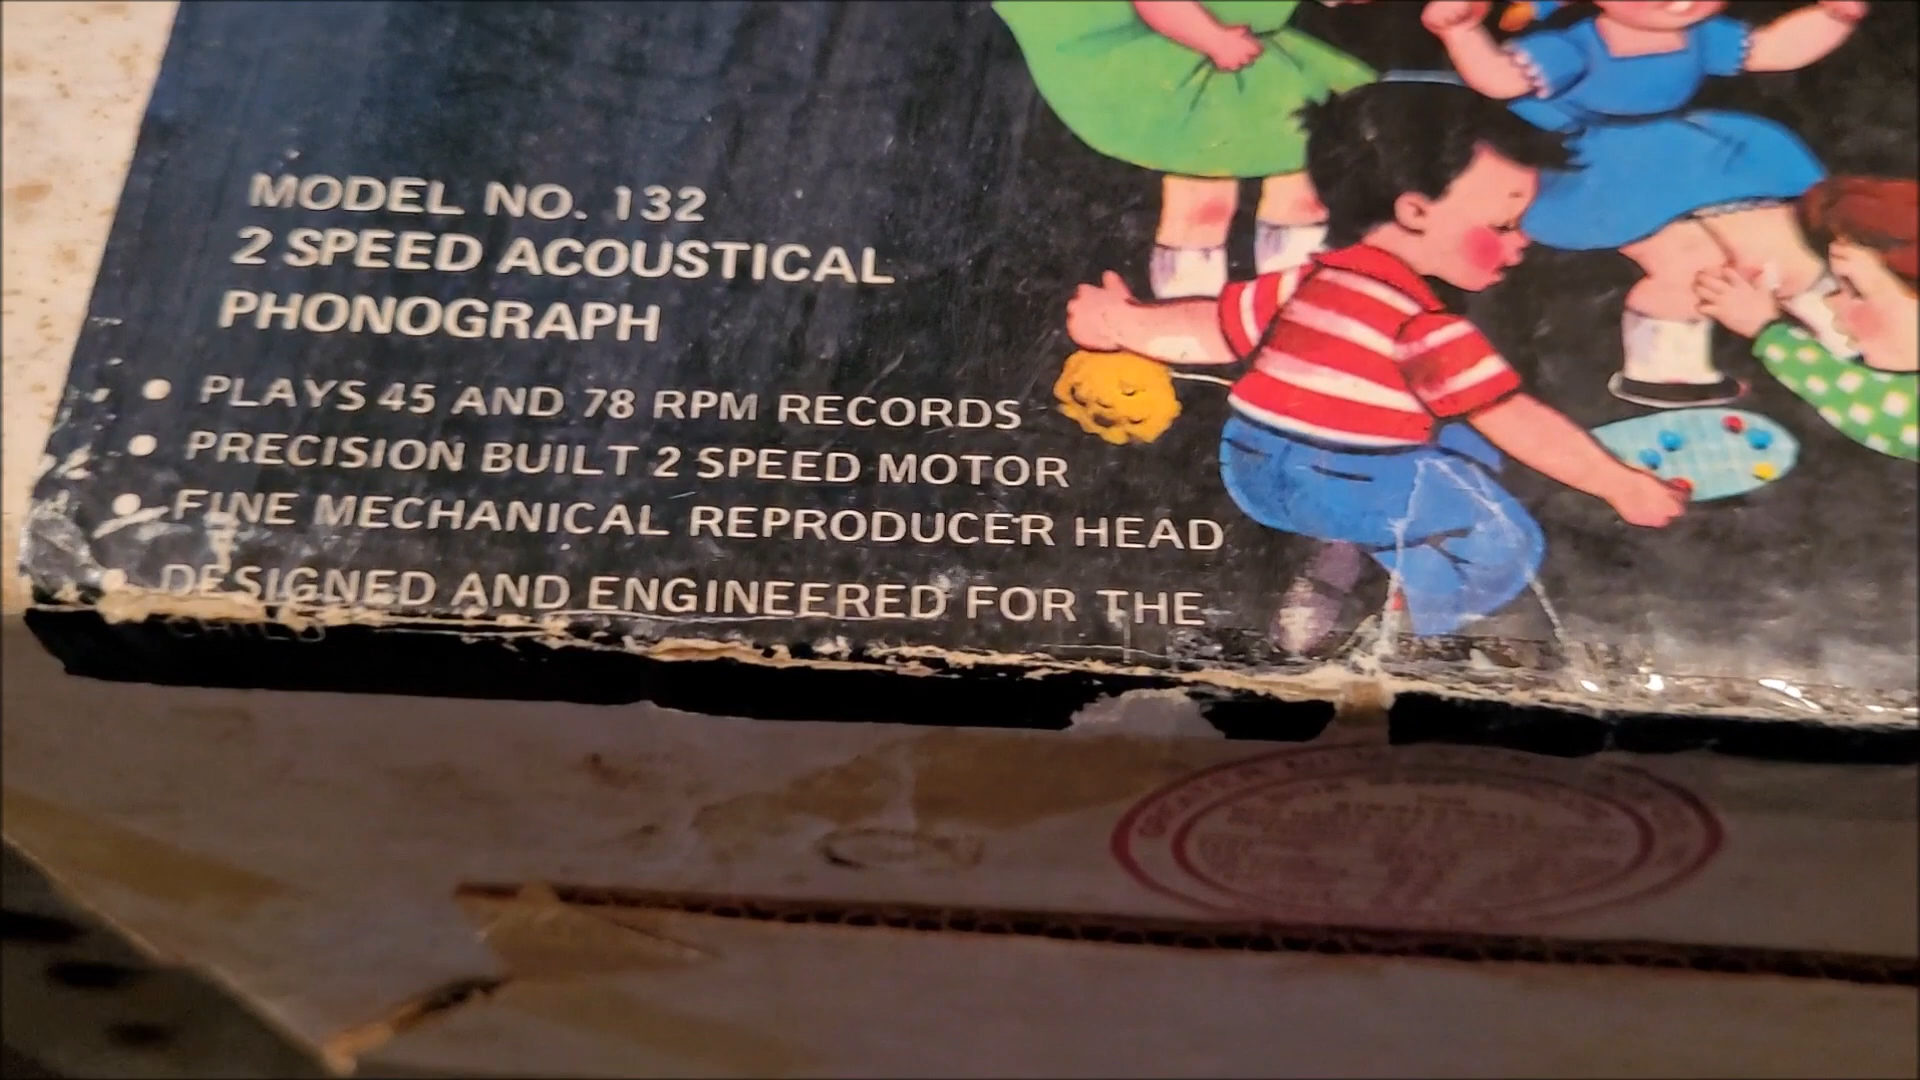 MODEL NO. 132
2 SPEED ACOUSTICAL
PHONOGRAPH
• PLAYS 45 AND 78 RPM RECORDS
• PRECISION BUILT 2 SPEED MOTOR
• FINE MECHANICAL REPRODUCER HEAD
• DESIGNED AND ENGINEERED FOR THE